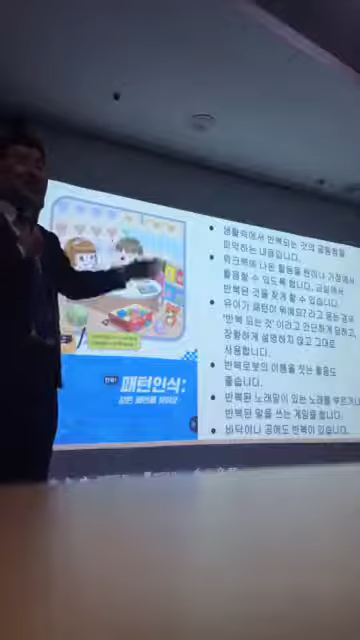 패턴인식:
• 생활속에서 반복되는 것의 공통점을
파악하는 내용입니다.
• 워크북에 나온 활동을 원이나 가정에서
활용할 수 있도록 합니다. 교실에서
반복된 것을 찾게 할 수 있습니다.
• 유아가 패턴이 뭐예요? 라고 묻는 경우
'반복 되는 것' 이라고 간단하게 답하고,
장황하게 설명하지 않고 그대로
사용합니다.
• 반복로봇의 이름을 짓는 활동도
좋습니다.
• 반복된 노래말이 있는 노래를 부르거나
반복된 말을 쓰는 게임을 합니다.
• 바닥이나 공에도 반복이 있습니다.